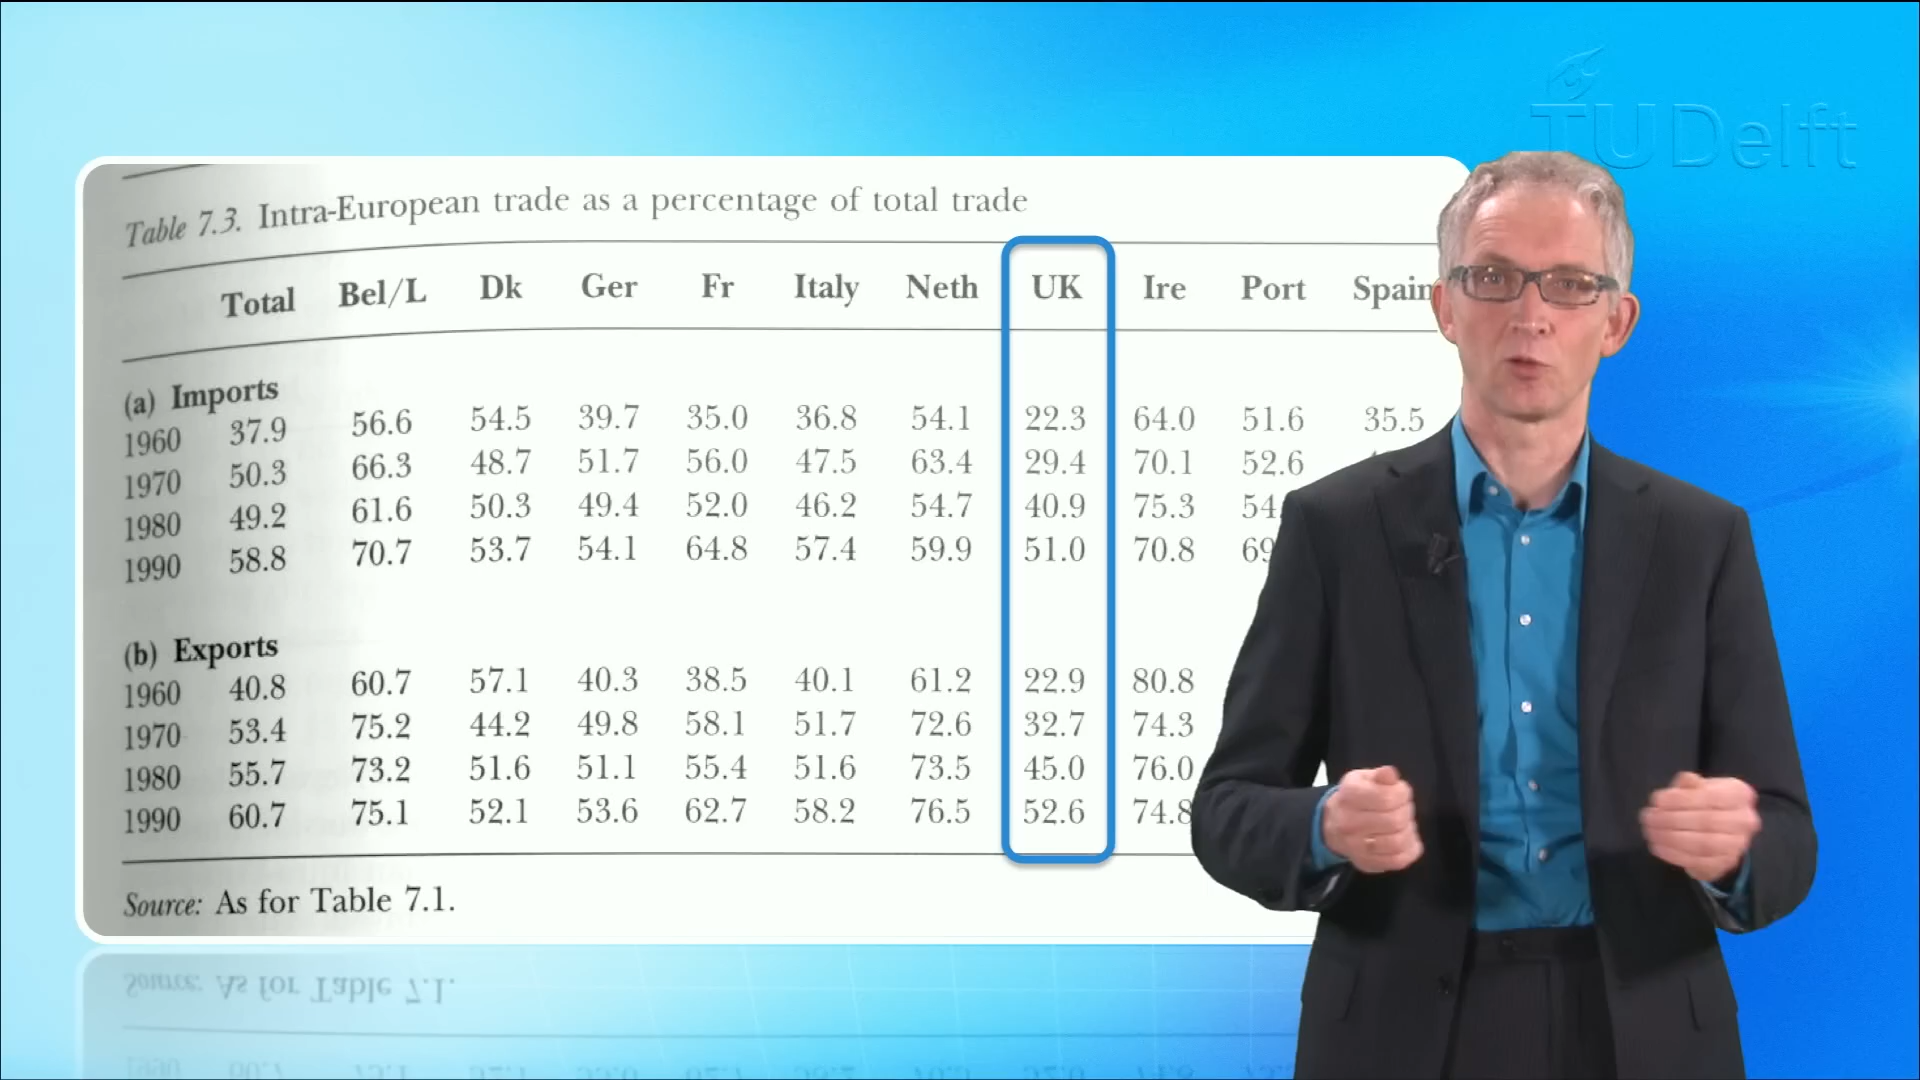 TU Delft
Table 7.3. Intra-European trade as a percentage of total trade
Total Bel/L Dk Ger Fr Italy Neth UK Ire Port Spain
(a) Imports
1960 37.9 56.6 54.5 39.7 35.0 36.8 54.1 22.3 64.0 51.6 35.5
1970 50.3 66.3 48.7 51.7 56.0 47.5 63.4 29.4 70.1 52.6
1980 49.2 61.6 50.3 49.4 52.0 46.2 54.7 40.9 75.3
1990 58.8 70.7 53.7 54.1 64.8 57.4 59.9 51.0 70.8
(b) Exports
1960 40.8 60.7 57.1 40.3 38.5 40.1 61.2 22.9 80.8
1970 53.4 75.2 44.2 49.8 58.1 51.7 72.6 32.7 74.3
1980 55.7 73.2 51.6 51.1 55.4 51.6 73.5 45.0 76.0
1990 60.7 75.1 52.1 53.6 62.7 58.2 76.5 52.6 74.8
Source: As for Table 7.1.